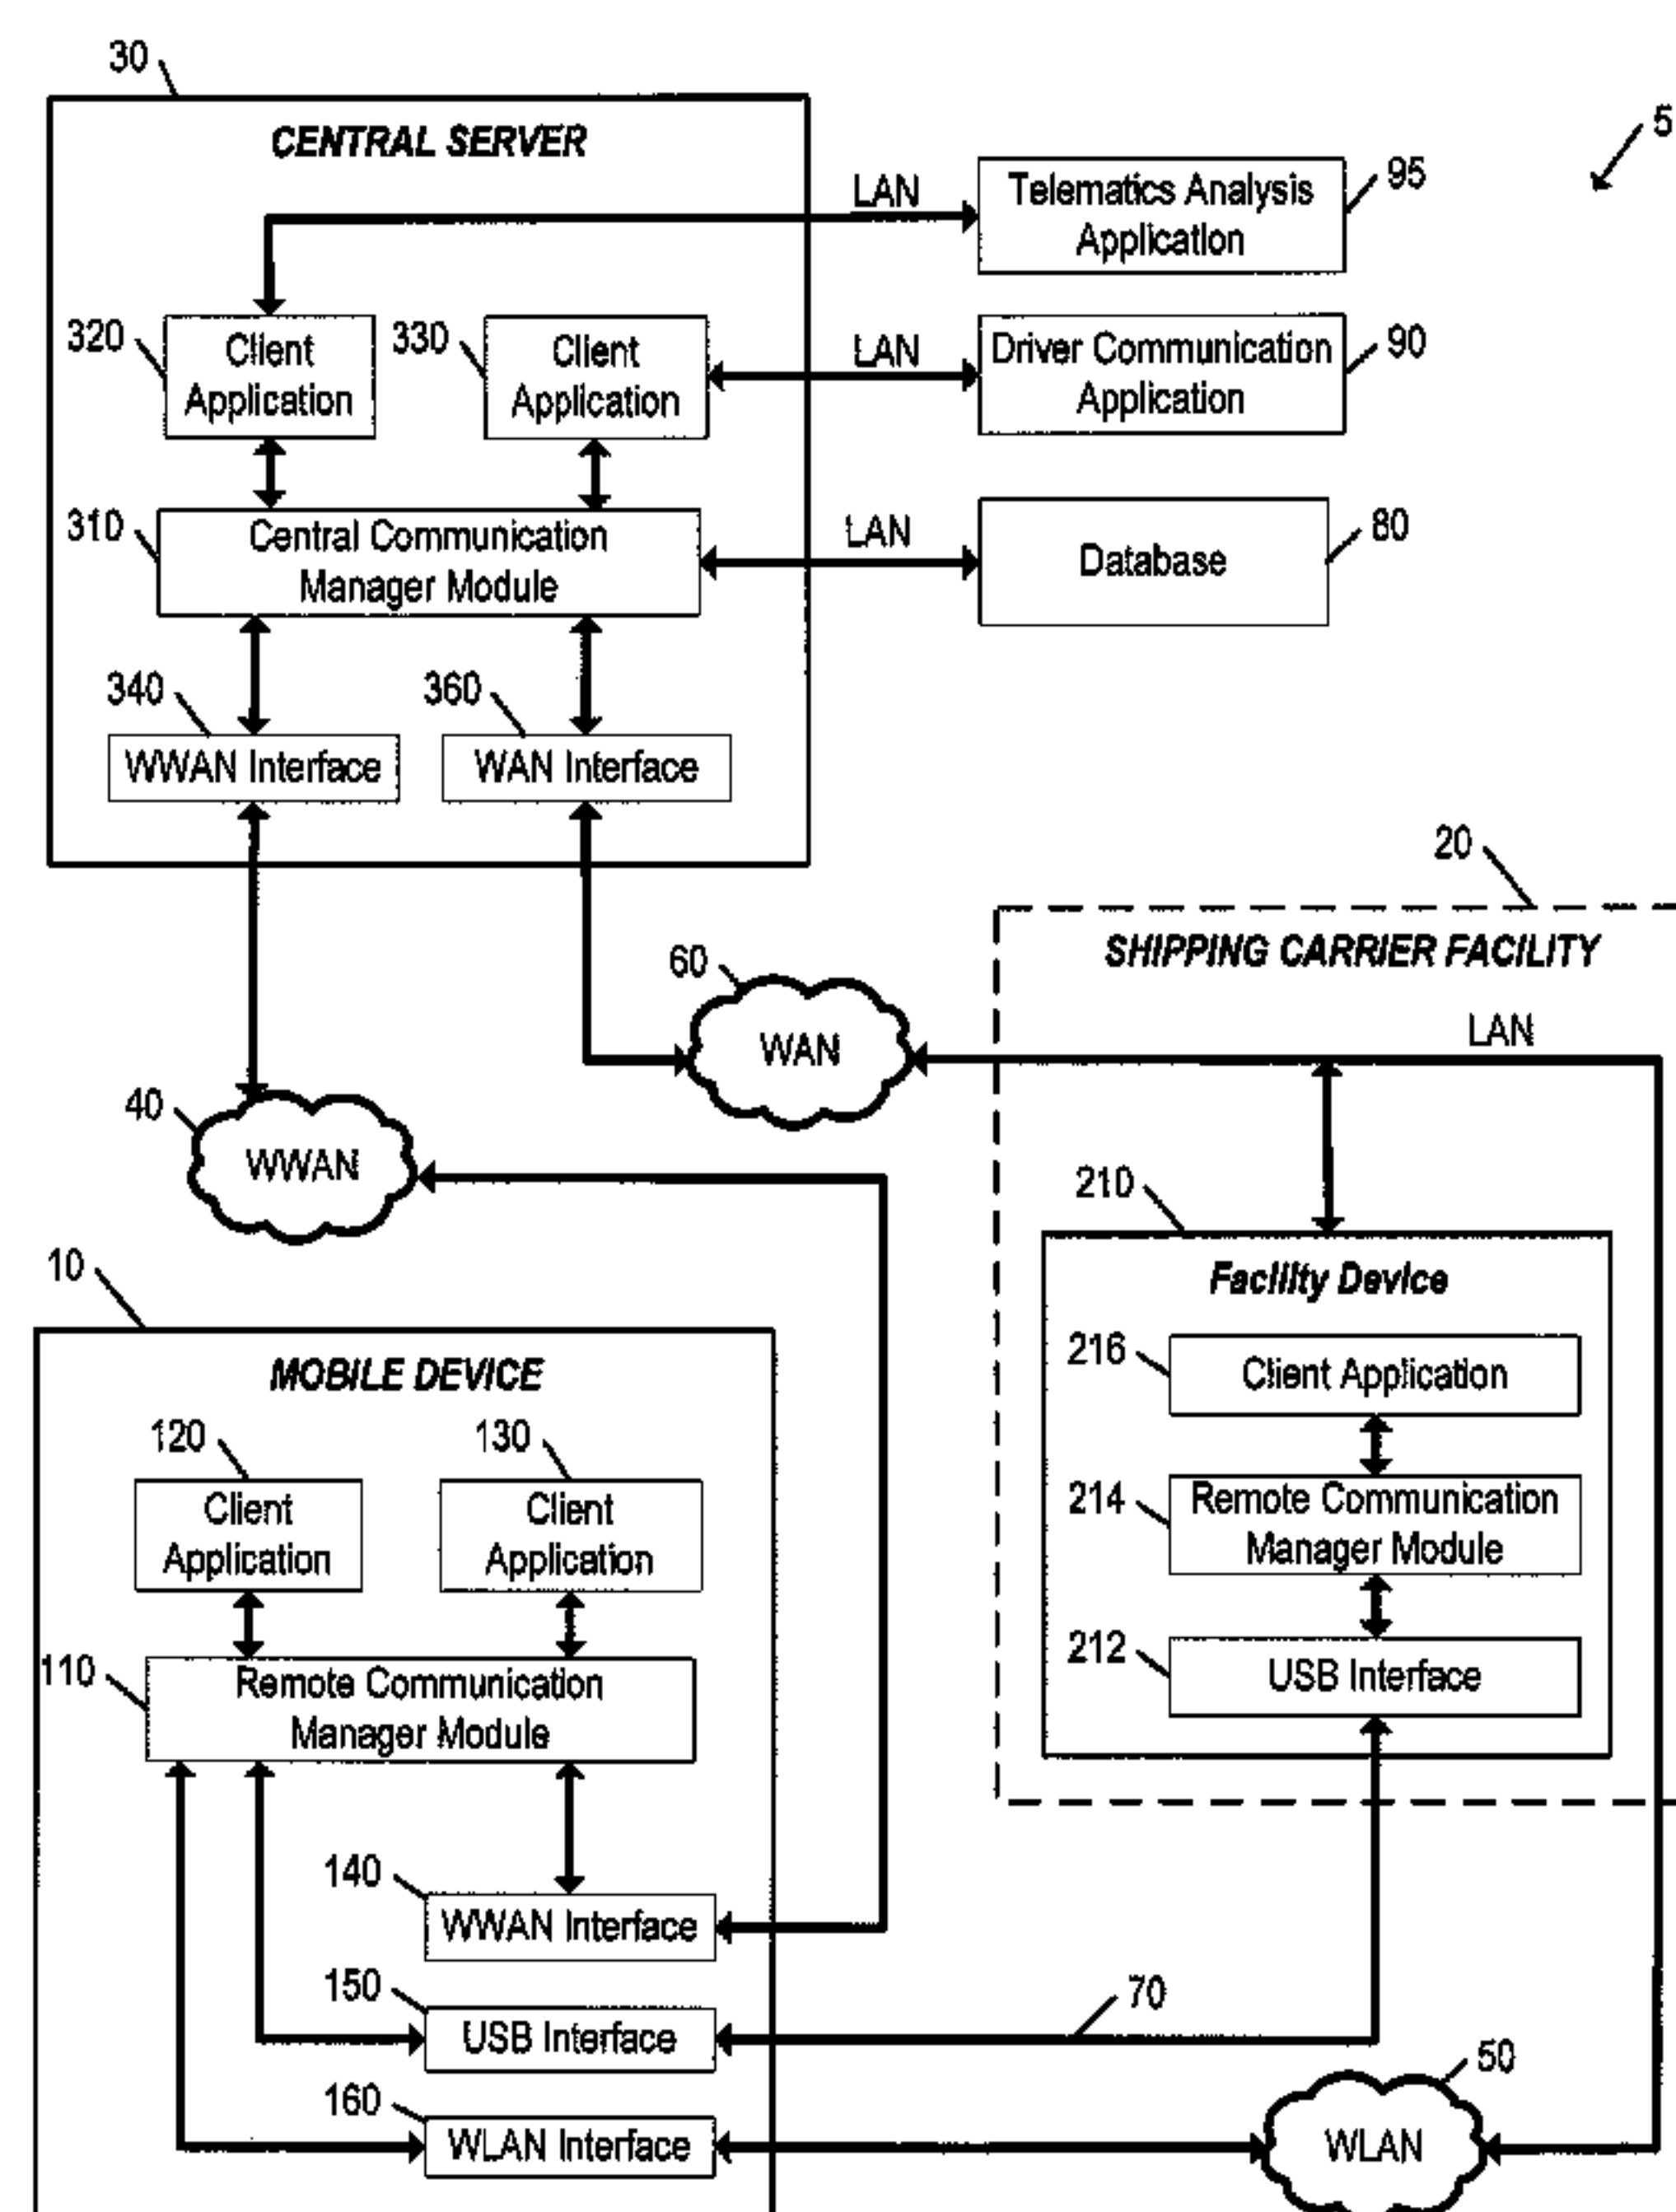 30
CENTRAL SERVER
5
LAN
Telematics Analysis
Application
95
320
Client
Application
330
Client
Application
LAN
Driver Communication
Application
90
310
Central Communication
Manager Module
LAN
Database
80
340
WWAN Interface
360
WAN Interface
20
SHIPPING CARRIER FACILITY
60
WAN
LAN
40
WWAN
210
Facility Device
10
MOBILE DEVICE
216
Client Application
120
Client
Application
130
Client
Application
214
Remote Communication
Manager Module
110
Remote Communication
Manager Module
212
USB Interface
140
WWAN Interface
150
USB Interface
70
160
WLAN Interface
50
WLAN